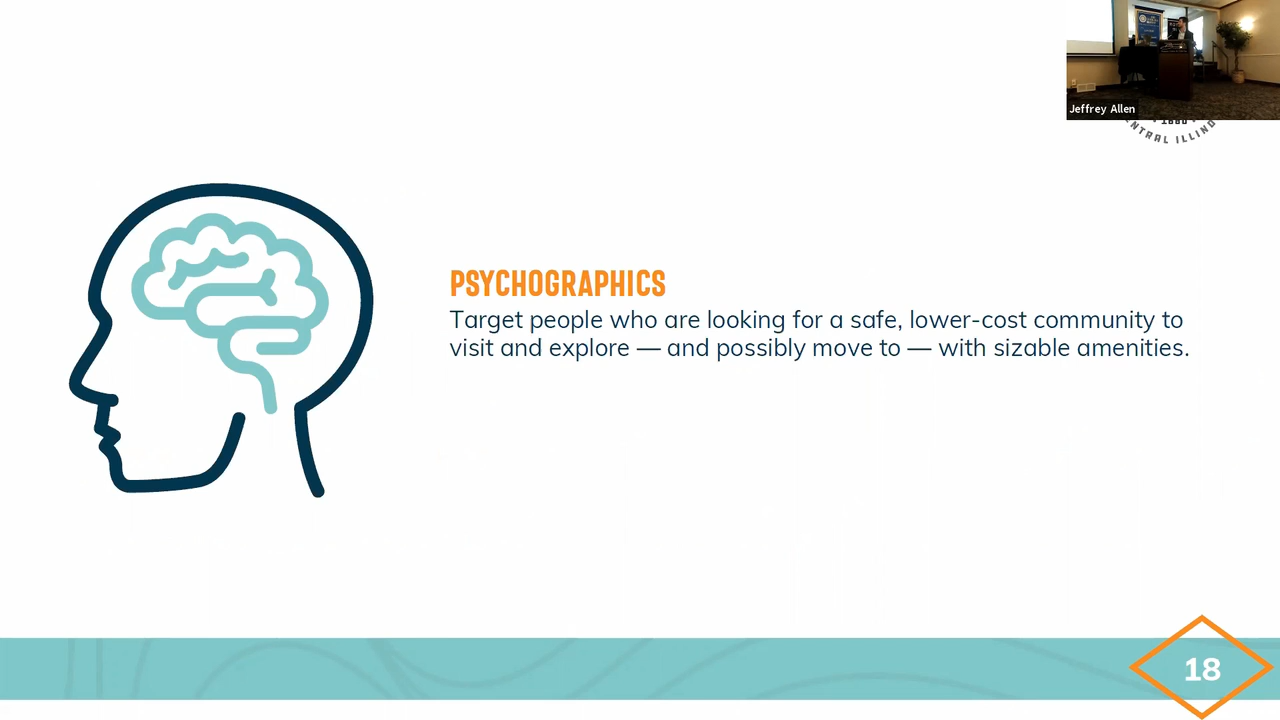 Jeffrey Allen
PSYCHOGRAPHICS
Target people who are looking for a safe, lower-cost community to
visit and explore — and possibly move to — with sizable amenities.
18